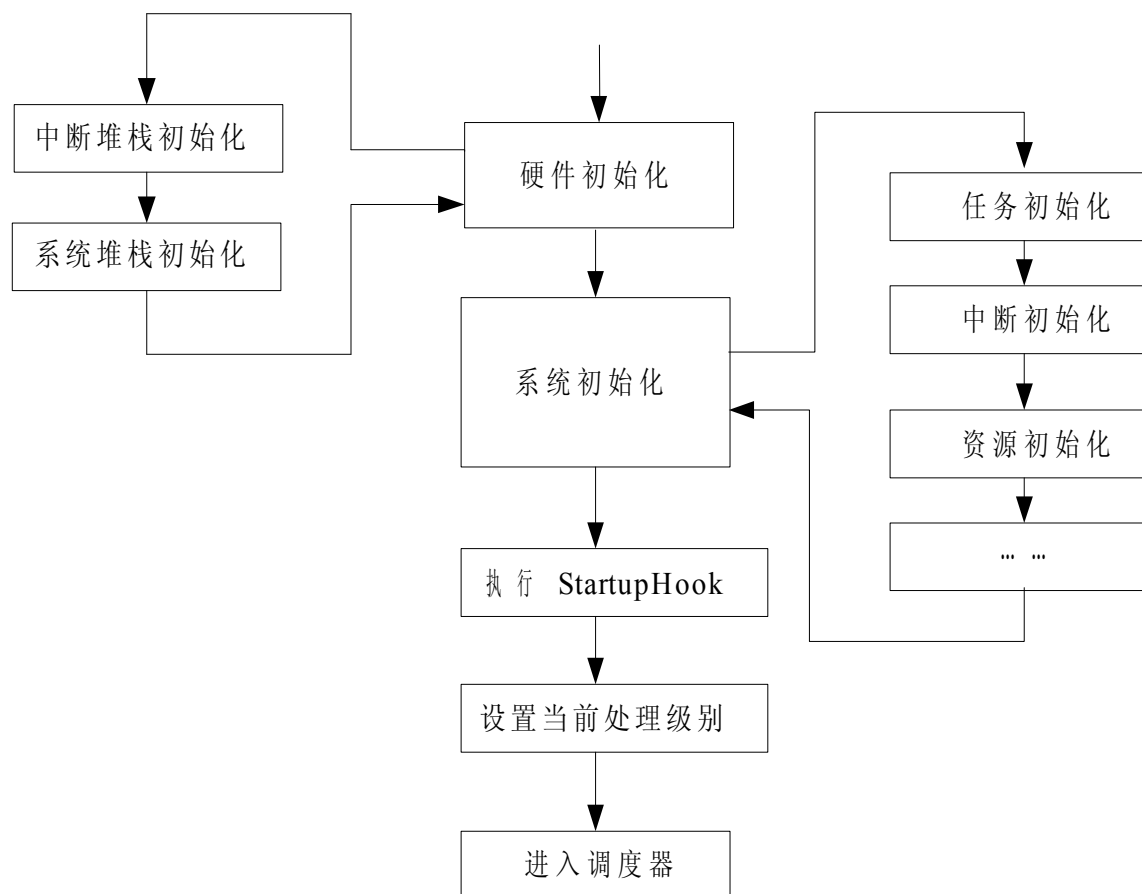 中断堆栈初始化
硬件初始化
任务初始化
系统堆栈初始化
中断初始化
系统初始化
资源初始化
… …
执行 StartupHook
设置当前处理级别
进入调度器